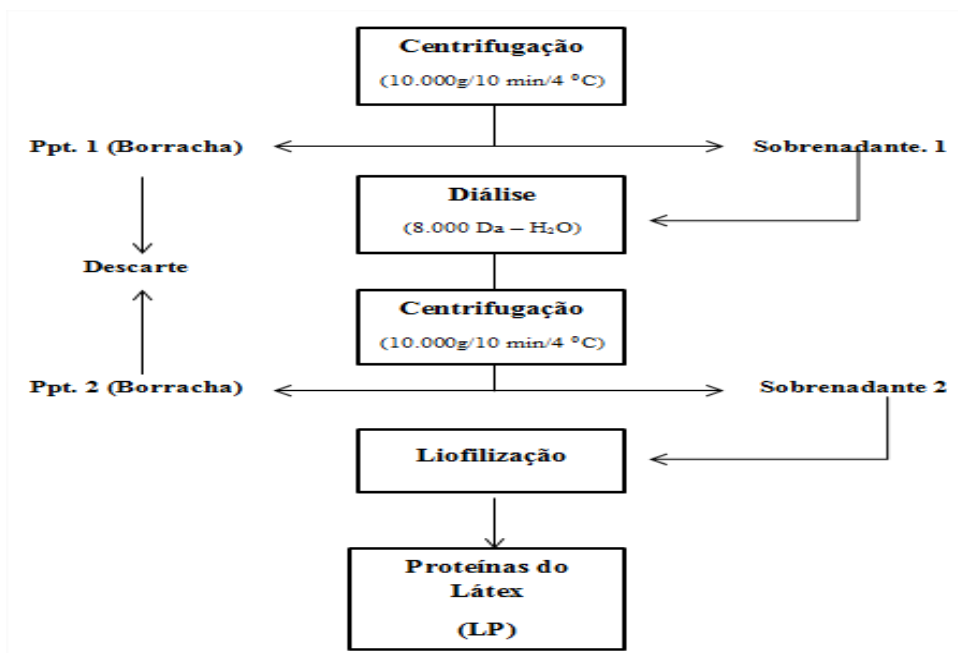 Centrifugação
(10.000g/10 min/4 °C)
Ppt. 1 (Borracha)
Sobrenadante. 1
Diálise
(8.000 Da – H₂O)
Descarte
Centrifugação
(10.000g/10 min/4 °C)
Ppt. 2 (Borracha)
Sobrenadante 2
Liofilização
Proteínas do
Látex
(LP)